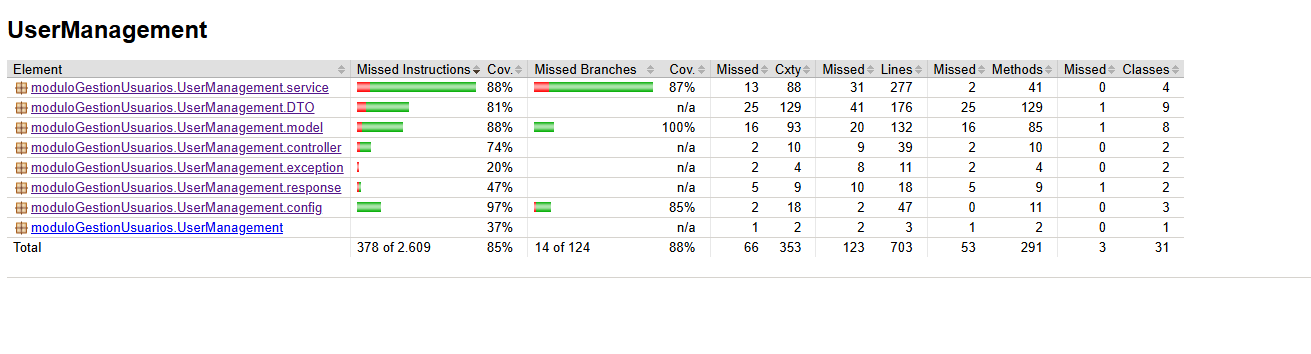 UserManagement
Element Missed Instructions Cov. Missed Branches Cov. Missed Cxty Missed Lines Missed Methods Missed Classes
moduloGestionUsuarios.UserManagement.service 88% 87% 13 88 31 277 2 41 0 4
moduloGestionUsuarios.UserManagement.DTO 81% n/a 25 129 41 176 25 129 1 9
moduloGestionUsuarios.UserManagement.model 88% 100% 16 93 20 132 16 85 1 8
moduloGestionUsuarios.UserManagement.controller 74% n/a 2 10 9 39 2 10 0 2
moduloGestionUsuarios.UserManagement.exception 20% n/a 2 4 8 11 2 4 0 2
moduloGestionUsuarios.UserManagement.response 47% n/a 5 9 10 18 5 9 1 2
moduloGestionUsuarios.UserManagement.config 97% 85% 2 18 2 47 0 11 0 3
moduloGestionUsuarios.UserManagement 37% n/a 1 2 2 3 1 2 0 1
Total 378 of 2.609 85% 14 of 124 88% 66 353 123 703 53 291 3 31